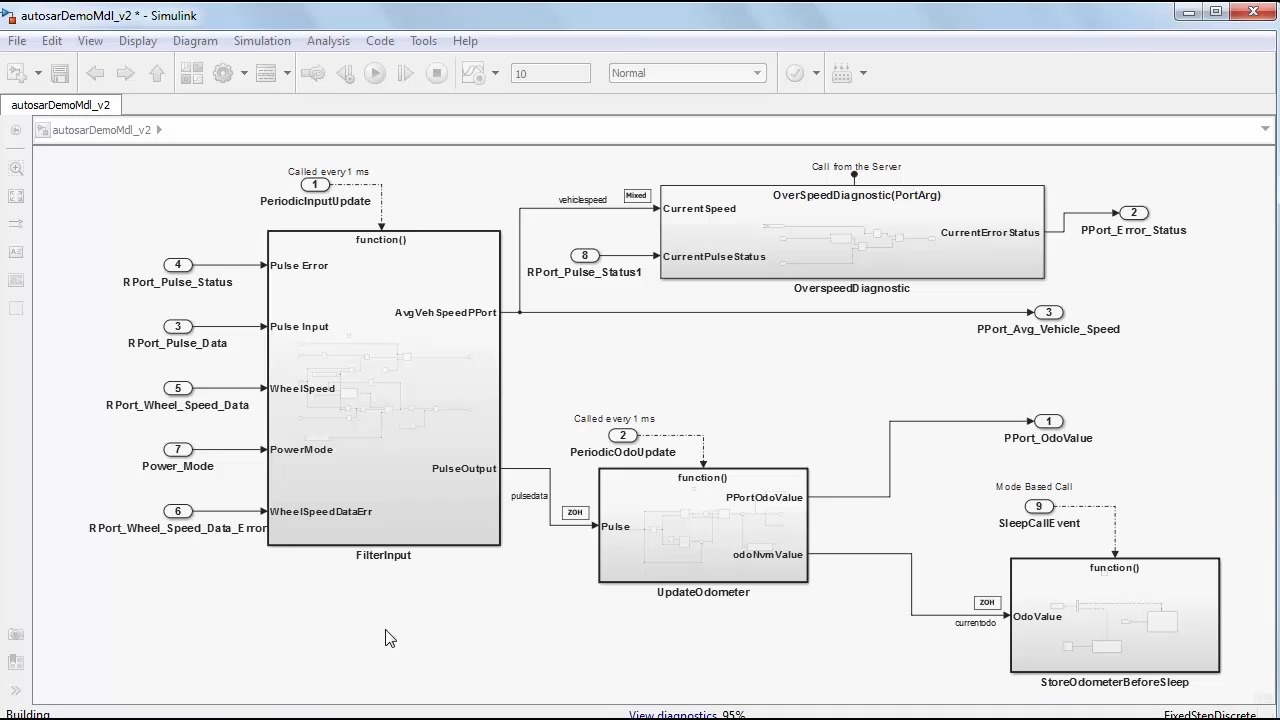 autosarDemoMdl_v2 * - Simulink
File Edit View Display Diagram Simulation Analysis Code Tools Help
10 Normal
autosarDemoMdl_v2
autosarDemoMdl_v2
Called every 1 ms
1
PeriodicInputUpdate
function()
4
RPort_Pulse_Status
Pulse Error
3
RPort_Pulse_Data
Pulse Input
5
RPort_Wheel_Speed_Data
WheelSpeed
7
Power_Mode
PowerMode
6
RPort_Wheel_Speed_Data_Error
WheelSpeedDataErr
AvgVehSpeedPPort
PulseOutput
FilterInput
vehiclespeed
Mixed
Call from the Server
OverSpeedDiagnostic(PortArg)
CurrentSpeed
8
RPort_Pulse_Status1
CurrentPulseStatus
CurrentErrorStatus
OverspeedDiagnostic
2
PPort_Error_Status
3
PPort_Avg_Vehicle_Speed
Called every 1 ms
2
PeriodicOdoUpdate
function()
pulsedata
ZOH
Pulse
PPortOdoValue
odoNvmValue
UpdateOdometer
1
PPort_OdoValue
Mode Based Call
9
SleepCallEvent
function()
ZOH
currentodo
OdoValue
StoreOdometerBeforeSleep
Building View diagnostics 95% FixedStepDiscrete